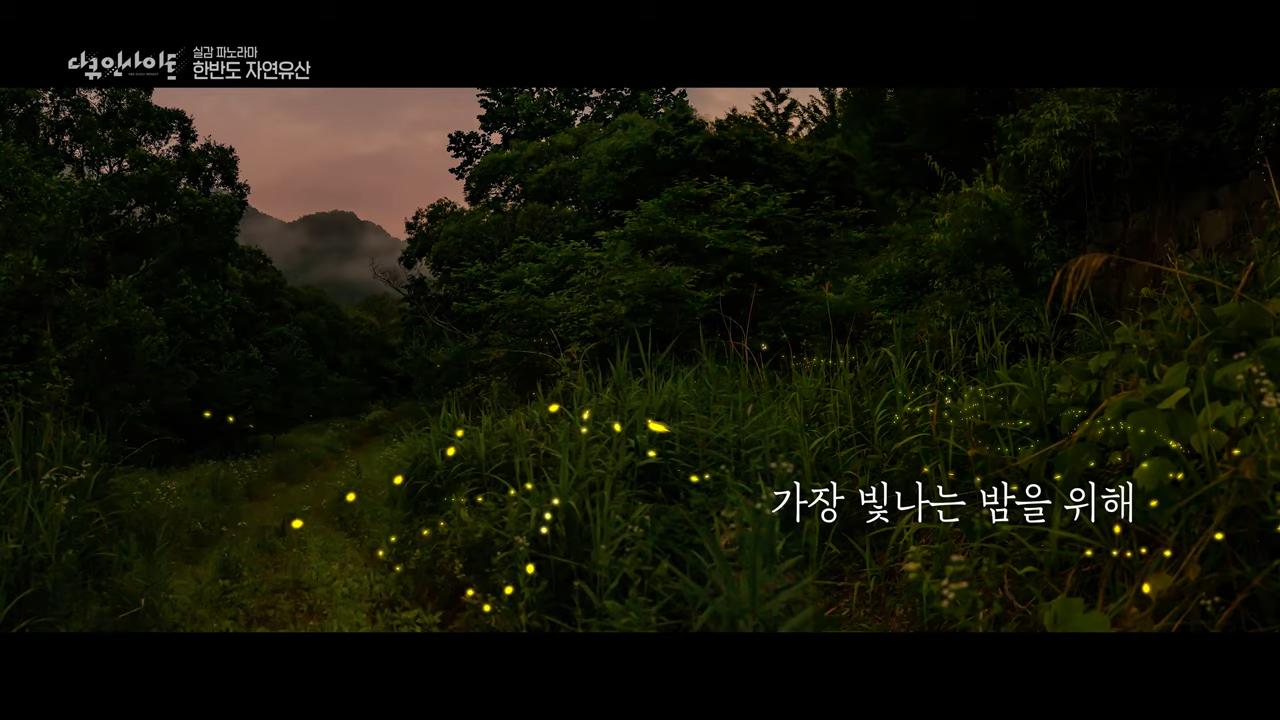 다큐인사이트
실감 파노라마
한반도 자연유산
가장 빛나는 밤을 위해